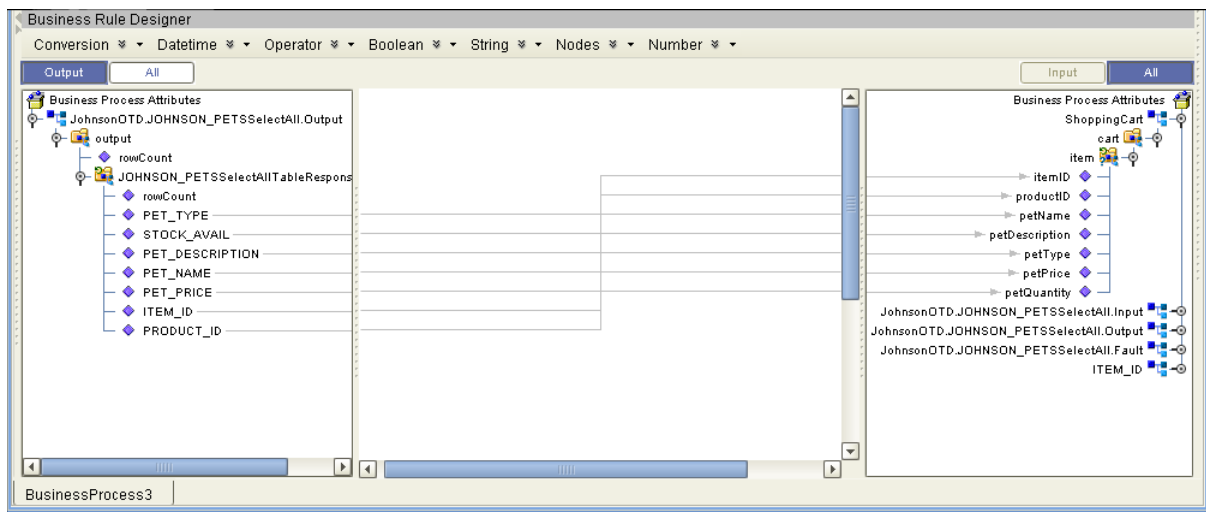 Business Rule Designer
Conversion Datetime Operator Boolean String Nodes Number
Output All
Input All
Business Process Attributes
JohnsonOTD.JOHNSON_PETSSelectAll.Output
output
rowCount
JOHNSON_PETSSelectAllTableRespons
rowCount
PET_TYPE
STOCK_AVAIL
PET_DESCRIPTION
PET_NAME
PET_PRICE
ITEM_ID
PRODUCT_ID
Business Process Attributes
ShoppingCart
cart
item
itemID
productID
petName
petDescription
petType
petPrice
petQuantity
JohnsonOTD.JOHNSON_PETSSelectAll.Input
JohnsonOTD.JOHNSON_PETSSelectAll.Output
JohnsonOTD.JOHNSON_PETSSelectAll.Fault
ITEM_ID
BusinessProcess3